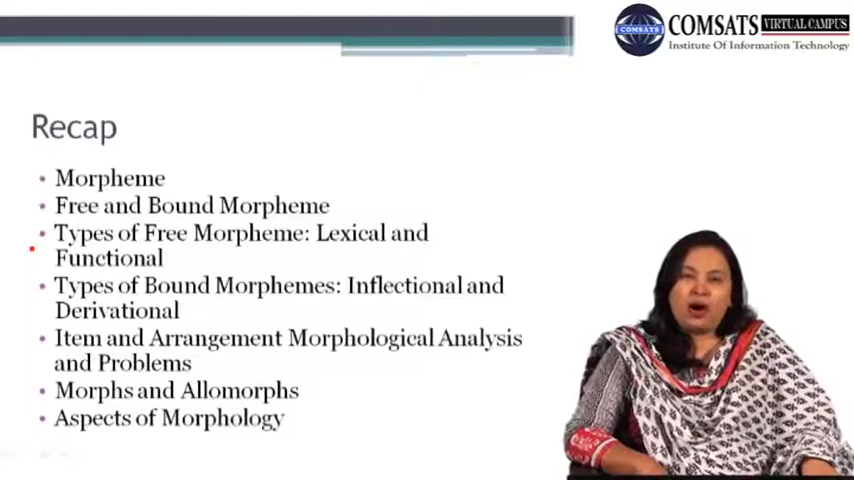 COMSATS VIRTUAL CAMPUS
COMSATS
Institute Of Information Technology
Recap
• Morpheme
• Free and Bound Morpheme
• Types of Free Morpheme: Lexical and
Functional
• Types of Bound Morphemes: Inflectional and
Derivational
• Item and Arrangement Morphological Analysis
and Problems
• Morphs and Allomorphs
• Aspects of Morphology